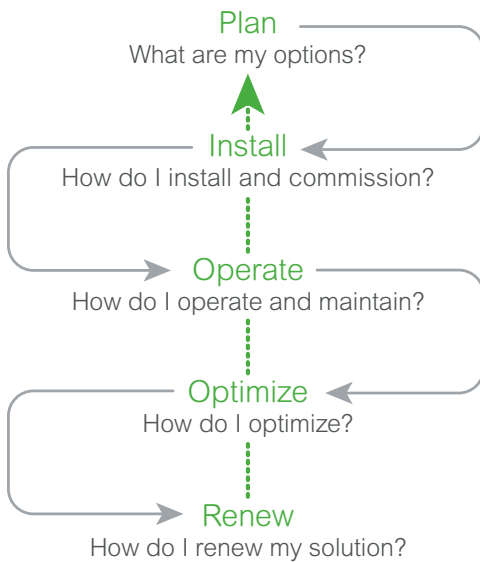 Plan
What are my options?
Install
How do I install and commission?
Operate
How do I operate and maintain?
Optimize
How do I optimize?
Renew
How do I renew my solution?